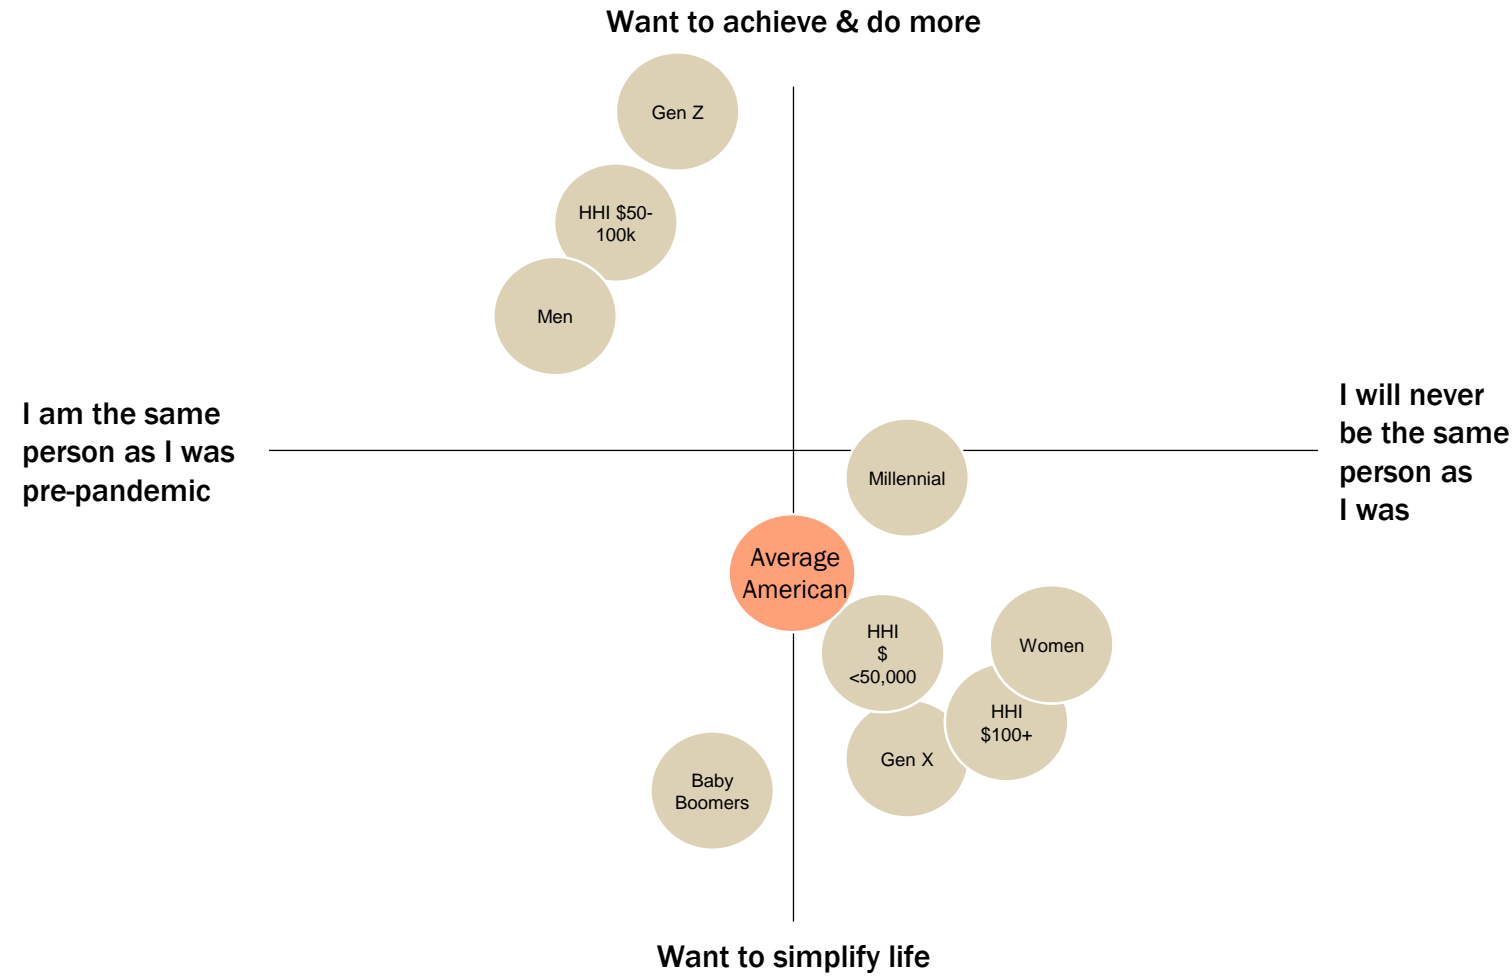 Want to achieve & do more
Gen Z
HHI $50-
100k
Men
I am the same
person as I was
pre-pandemic
I will never
be the same
person as
I was
Millennial
Average
American
HHI
$
<50,000
Women
HHI
$100+
Gen X
Baby
Boomers
Want to simplify life